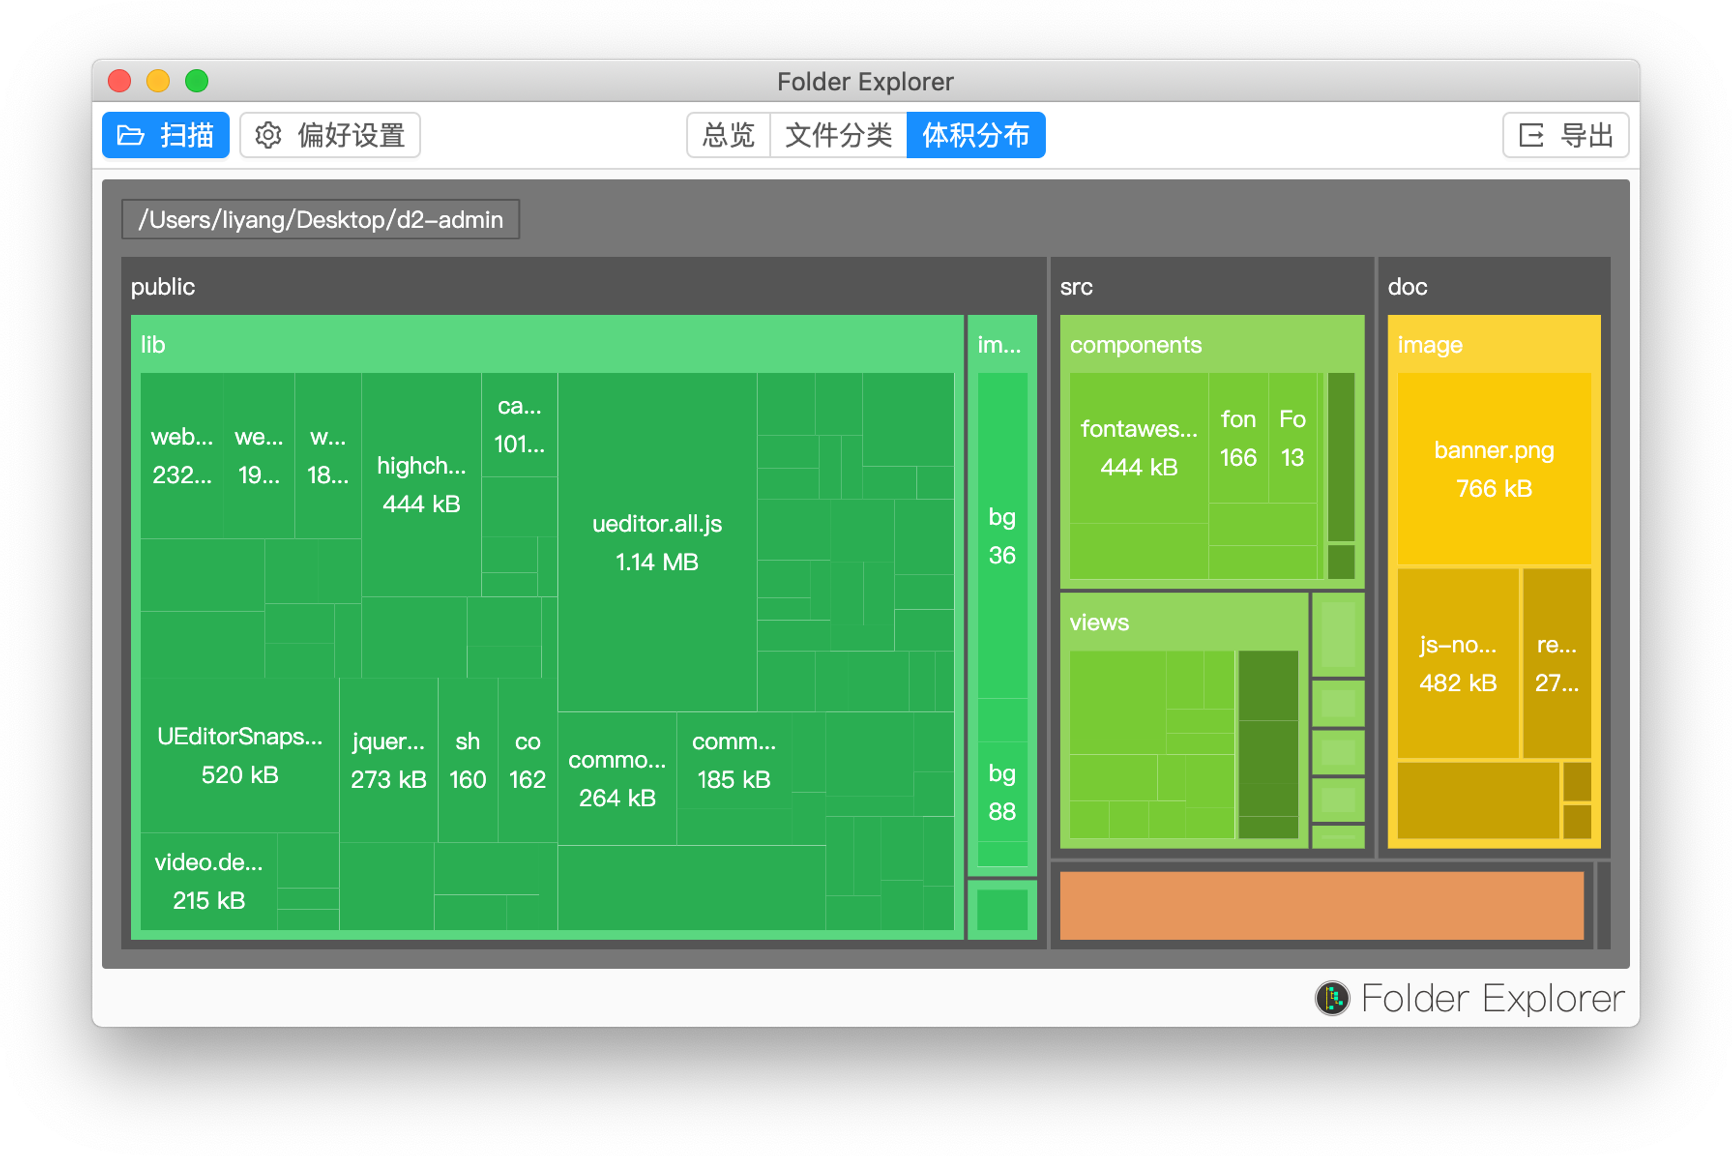 Folder Explorer
扫描
偏好设置
总览
文件分类
体积分布
导出
/Users/liyang/Desktop/d2-admin
public
src
doc
lib
im...
components
image
web...
232...
we...
19...
w...
18...
highch...
444 kB
ca...
101...
ueditor.all.js
1.14 MB
bg
36
bg
88
fontawes...
444 kB
fon
166
Fo
13
banner.png
766 kB
views
js-no...
482 kB
re...
27...
UEditorSnaps...
520 kB
jquer...
273 kB
sh
160
co
162
commo...
264 kB
comm...
185 kB
video.de...
215 kB
Folder Explorer